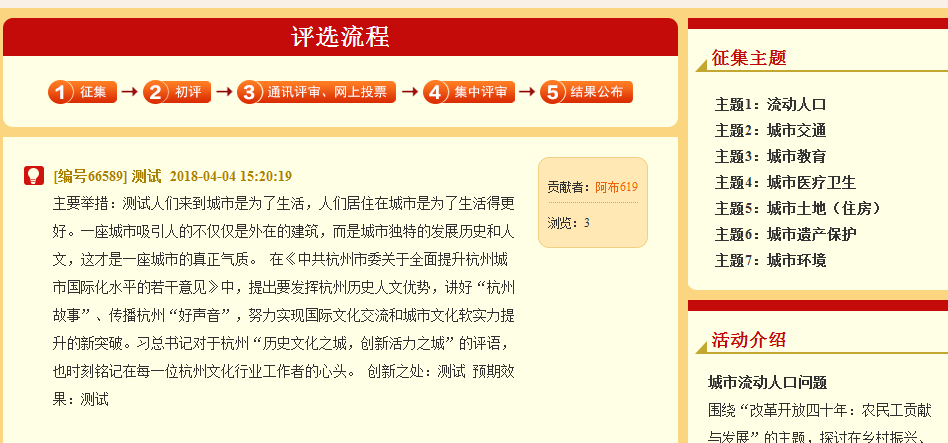 评选流程
1 征集 2 初评 3 通讯评审、网上投票 4 集中评审 5 结果公布
[编号66589] 测试 2018-04-04 15:20:19
主要举措：测试人们来到城市是为了生活，人们居住在城市是为了生活得更
好。一座城市吸引人的不仅仅是外在的建筑，而是城市独特的发展历史和人
文，这才是一座城市的真正气质。 在《中共杭州市委关于全面提升杭州城
市国际化水平的若干意见》中，提出要发挥杭州历史人文优势，讲好“杭州
故事”、传播杭州“好声音”，努力实现国际文化交流和城市文化软实力提
升的新突破。习总书记对于杭州“历史文化之城，创新活力之城”的评语，
也时刻铭记在每一位杭州文化行业工作者的心头。 创新之处：测试 预期效
果：测试
贡献者：阿布619
浏览：3
征集主题
主题1：流动人口
主题2：城市交通
主题3：城市教育
主题4：城市医疗卫生
主题5：城市土地（住房）
主题6：城市遗产保护
主题7：城市环境
活动介绍
城市流动人口问题
围绕“改革开放四十年：农民工贡献
与发展”的主题，探讨在乡村振兴、